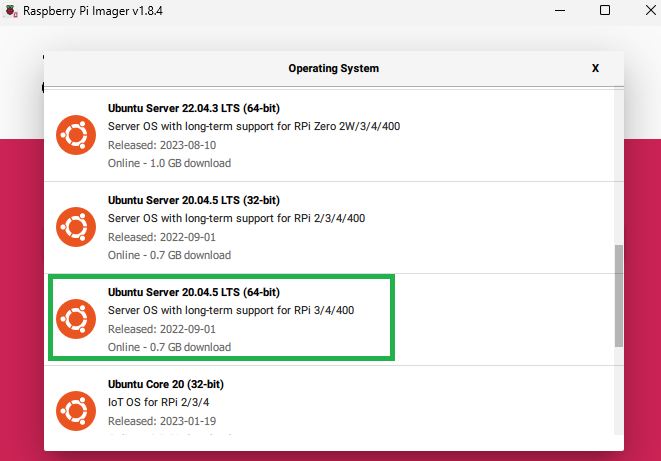 Raspberry Pi Imager v1.8.4
Operating System
X
Ubuntu Server 22.04.3 LTS (64-bit)
Server OS with long-term support for RPi Zero 2W/3/4/400
Released: 2023-08-10
Online - 1.0 GB download
Ubuntu Server 20.04.5 LTS (32-bit)
Server OS with long-term support for RPi 2/3/4/400
Released: 2022-09-01
Online - 0.7 GB download
Ubuntu Server 20.04.5 LTS (64-bit)
Server OS with long-term support for RPi 3/4/400
Released: 2022-09-01
Online - 0.7 GB download
Ubuntu Core 20 (32-bit)
IoT OS for RPi 2/3/4
Released: 2023-01-19